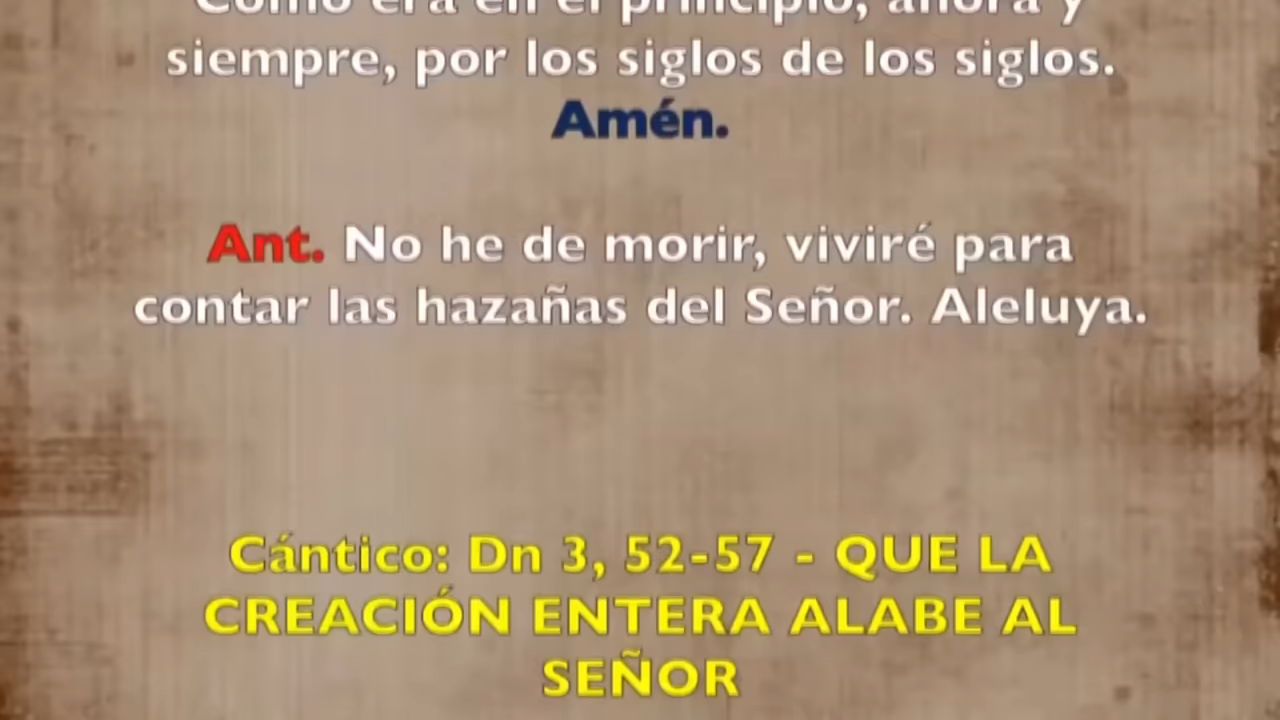 Como era en el principio, ahora y
siempre, por los siglos de los siglos.
Amén.
Ant. No he de morir, viviré para
contar las hazañas del Señor. Aleluya.
Cántico: Dn 3, 52-57 - QUE LA
CREACIÓN ENTERA ALABE AL
SEÑOR